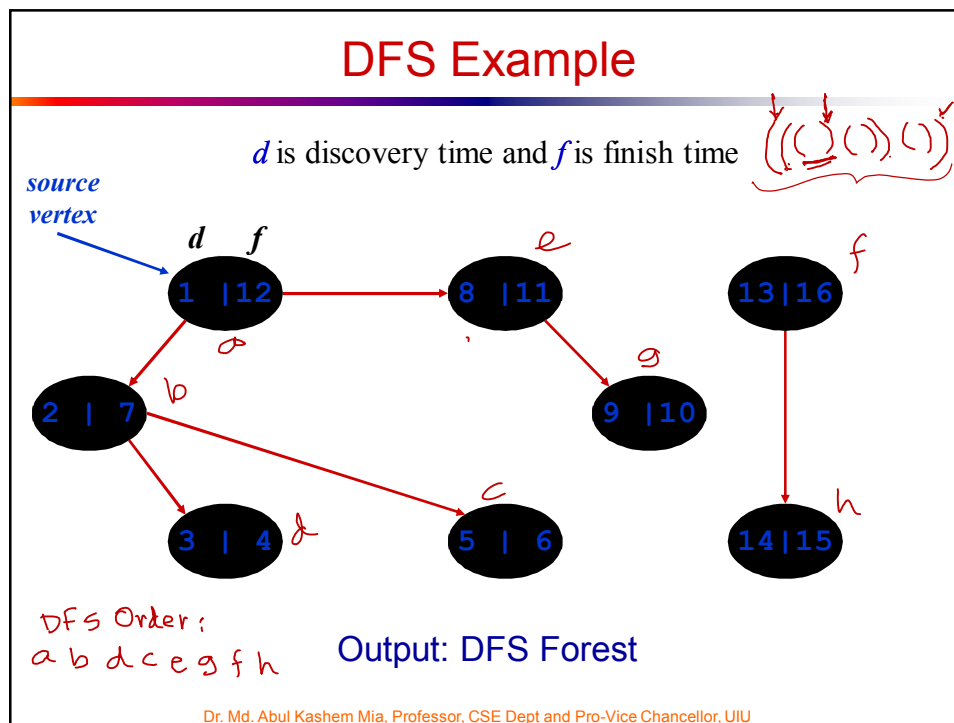 DFS Example
d is discovery time and f is finish time ((( ) ( )) ( ))
source
vertex
d f
e
f
1 |12
8 |11
13|16
a
g
b
2 | 7
9 |10
c
h
3 | 4
d
5 | 6
14|15
DFS Order:
a b d c e g f h
Output: DFS Forest
Dr. Md. Abul Kashem Mia, Professor, CSE Dept and Pro-Vice Chancellor, UIU